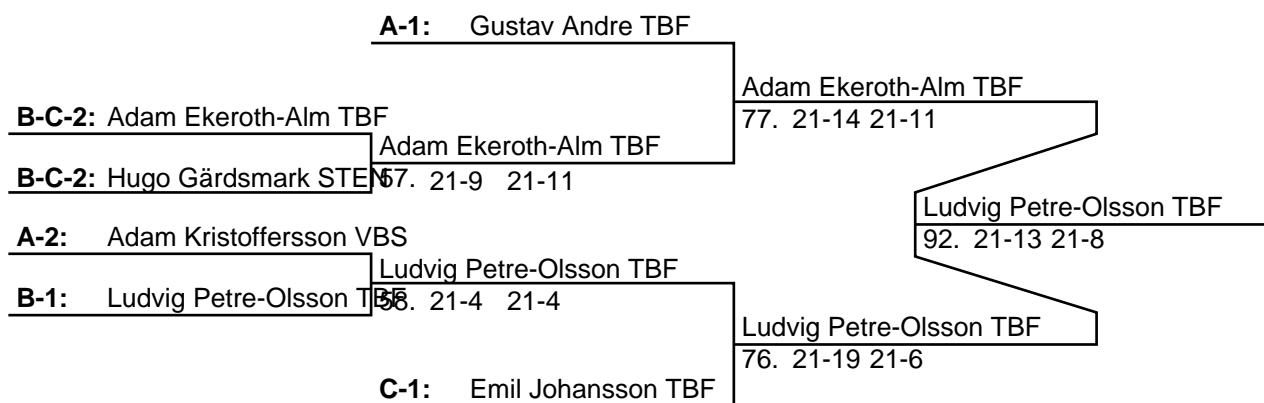 A-1: Gustav Andre TBF
Adam Ekeroth-Alm TBF
77. 21-14 21-11
B-C-2: Adam Ekeroth-Alm TBF
Adam Ekeroth-Alm TBF
B-C-2: Hugo Gärdsmark STEN
57. 21-9 21-11
Ludvig Petre-Olsson TBF
92. 21-13 21-8
A-2: Adam Kristoffersson VBS
Ludvig Petre-Olsson TBF
B-1: Ludvig Petre-Olsson TBF
58. 21-4 21-4
Ludvig Petre-Olsson TBF
76. 21-19 21-6
C-1: Emil Johansson TBF